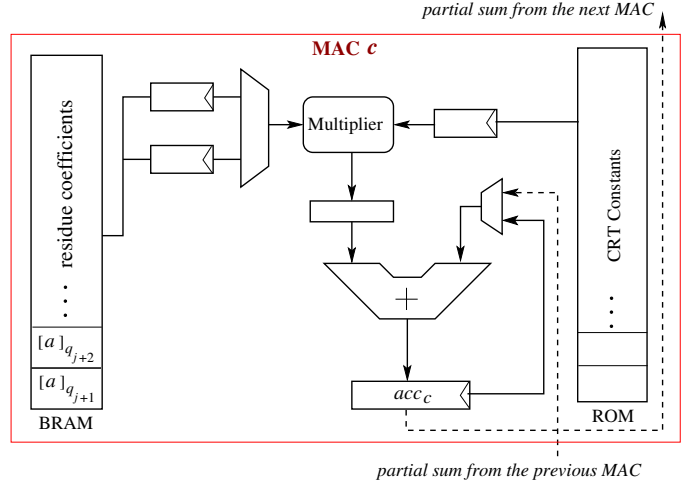 partial sum from the next MAC
MAC c
residue coefficients
Multiplier
CRT Constants
. . .
. . .
+
[a]q_{j+2}
[a]q_{j+1}
acc_c
BRAM
ROM
partial sum from the previous MAC